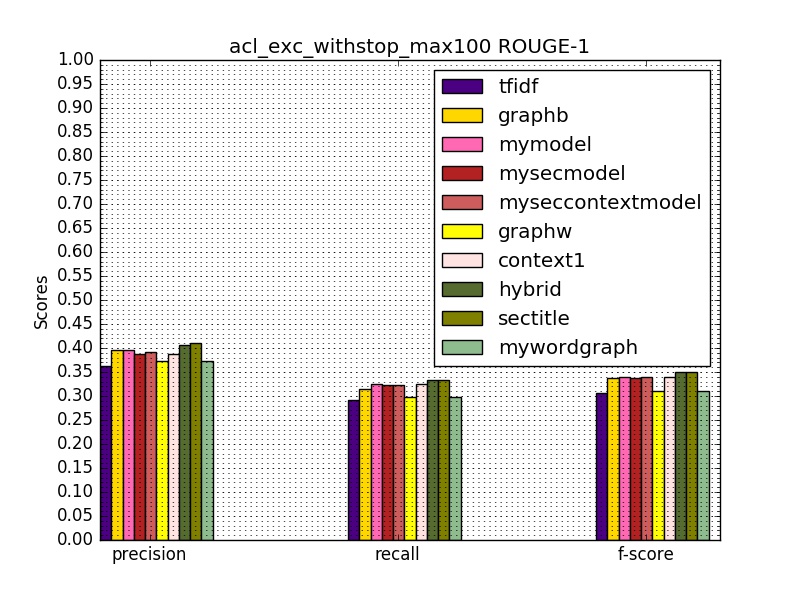 acl_exc_withstop_max100 ROUGE-1
1.00
0.95
0.90
0.85
0.80
0.75
0.70
0.65
0.60
0.55
0.50
0.45
0.40
0.35
0.30
0.25
0.20
0.15
0.10
0.05
0.00
Scores
tfidf
graphb
mymodel
mysecmodel
myseccontextmodel
graphw
context1
hybrid
sectitle
mywordgraph
precision
recall
f-score